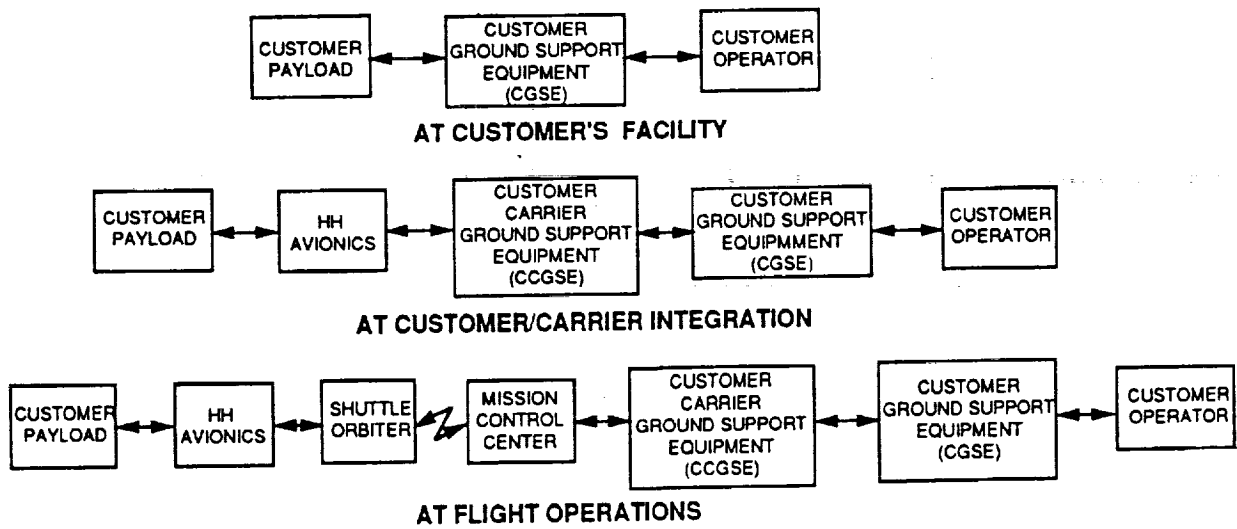 CUSTOMER
PAYLOAD
CUSTOMER
GROUND SUPPORT
EQUIPMENT
(CGSE)
CUSTOMER
OPERATOR
AT CUSTOMER'S FACILITY
CUSTOMER
PAYLOAD
HH
AVIONICS
CUSTOMER
CARRIER
GROUND SUPPORT
EQUIPMENT
(CCGSE)
CUSTOMER
GROUND SUPPORT
EQUIPMMENT
(CGSE)
CUSTOMER
OPERATOR
AT CUSTOMER/CARRIER INTEGRATION
CUSTOMER
PAYLOAD
HH
AVIONICS
SHUTTLE
ORBITER
MISSION
CONTROL
CENTER
CUSTOMER
CARRIER
GROUND SUPPORT
EQUIPMENT
(CCGSE)
CUSTOMER
GROUND SUPPORT
EQUIPMENT
(CGSE)
CUSTOMER
OPERATOR
AT FLIGHT OPERATIONS